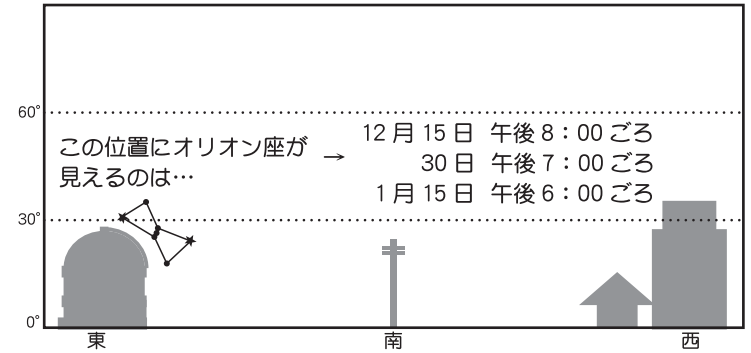 60°
この位置にオリオン座が
見えるのは…
→
12月15日 午後8：00ごろ
30日 午後7：00ごろ
1月15日 午後6：00ごろ
30°
0°
東
南
西